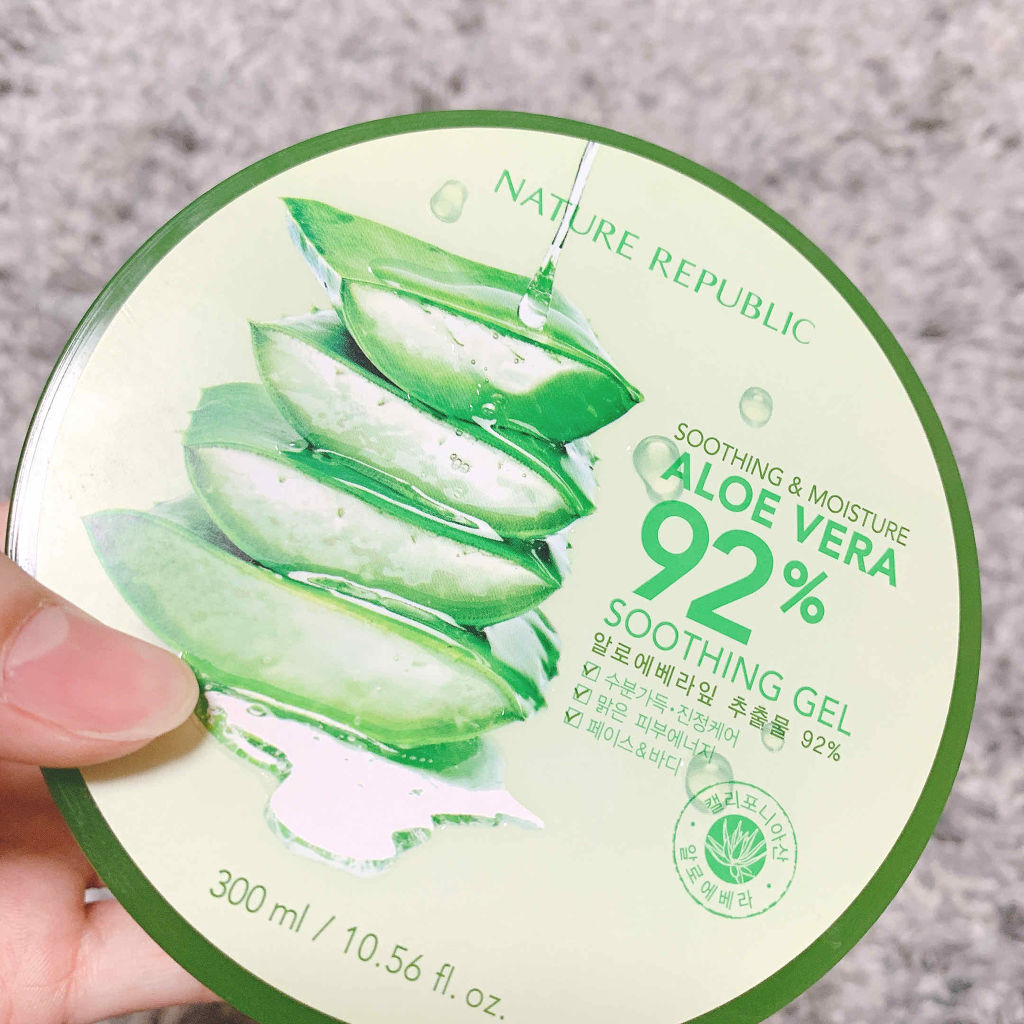 NATURE REPUBLIC
SOOTHING & MOISTURE
ALOE VERA
92%
SOOTHING GEL
알로에베라잎 추출물 92%
수분가득·진정케어
맑은 피부에너지
페이스&바디
캘리포니아산
알로에베라
300 ml / 10.56 fl. oz.